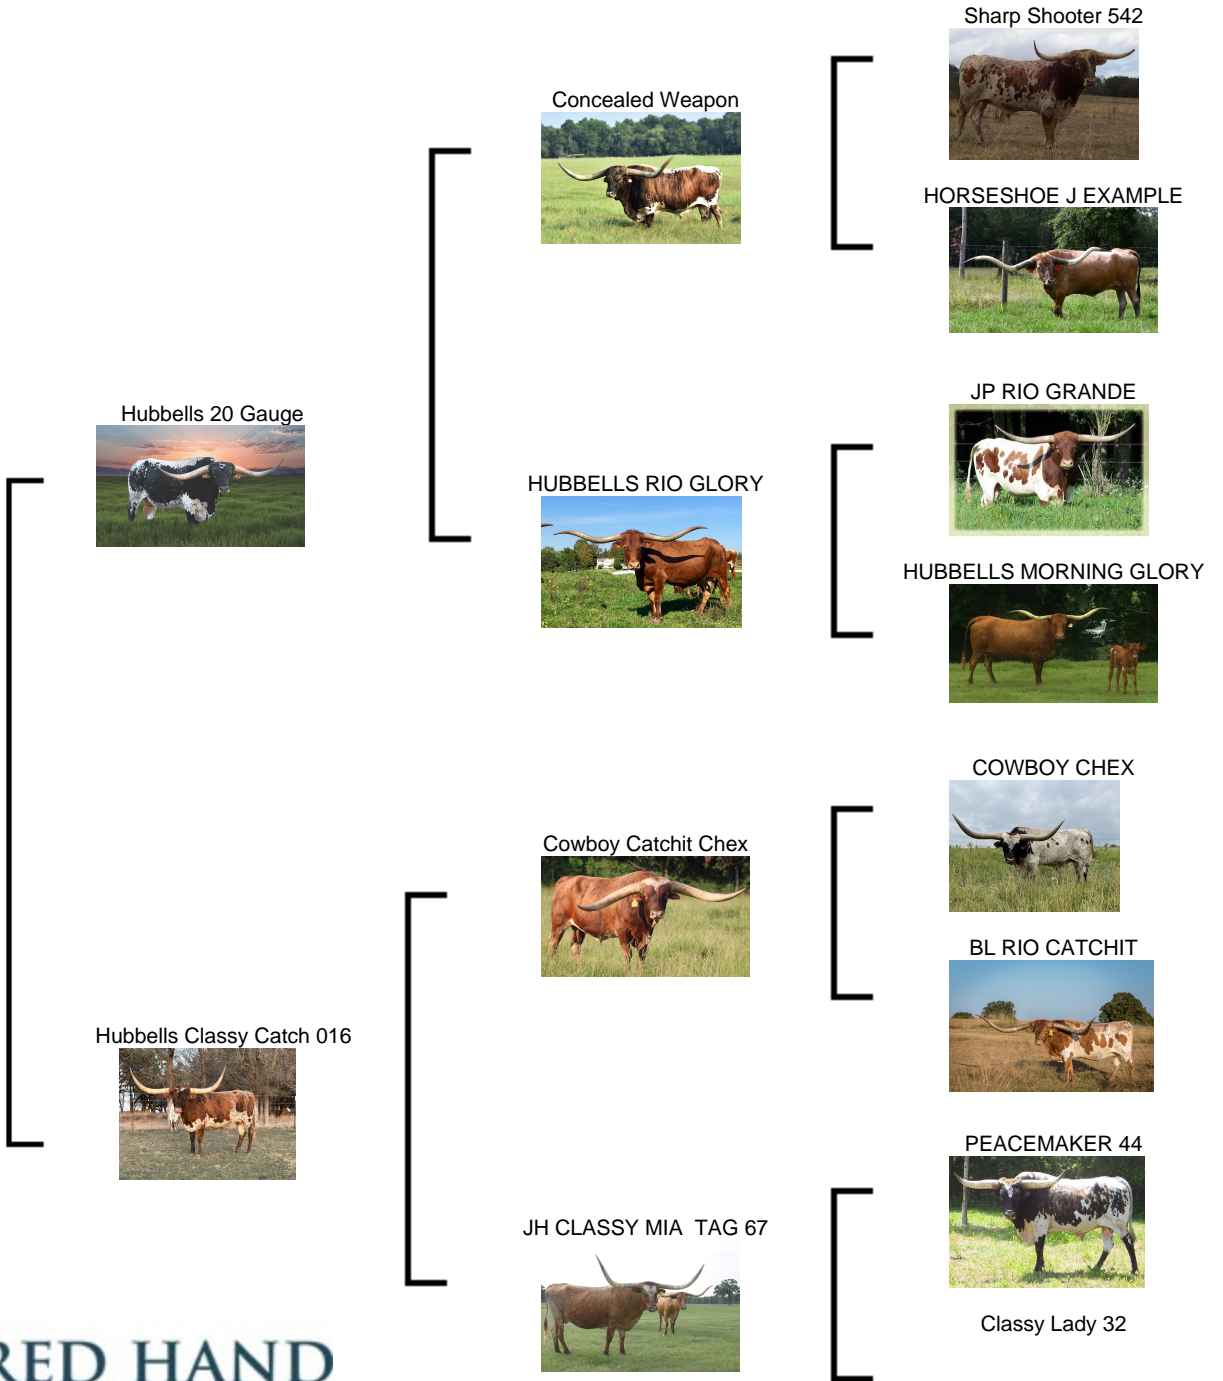 Sharp Shooter 542
Concealed Weapon
HORSESHOE J EXAMPLE
JP RIO GRANDE
Hubbells 20 Gauge
HUBBELLS RIO GLORY
HUBBELLS MORNING GLORY
COWBOY CHEX
Cowboy Catchit Chex
BL RIO CATCHIT
Hubbells Classy Catch 016
PEACEMAKER 44
JH CLASSY MIA  TAG 67
Classy Lady 32
RED HAND